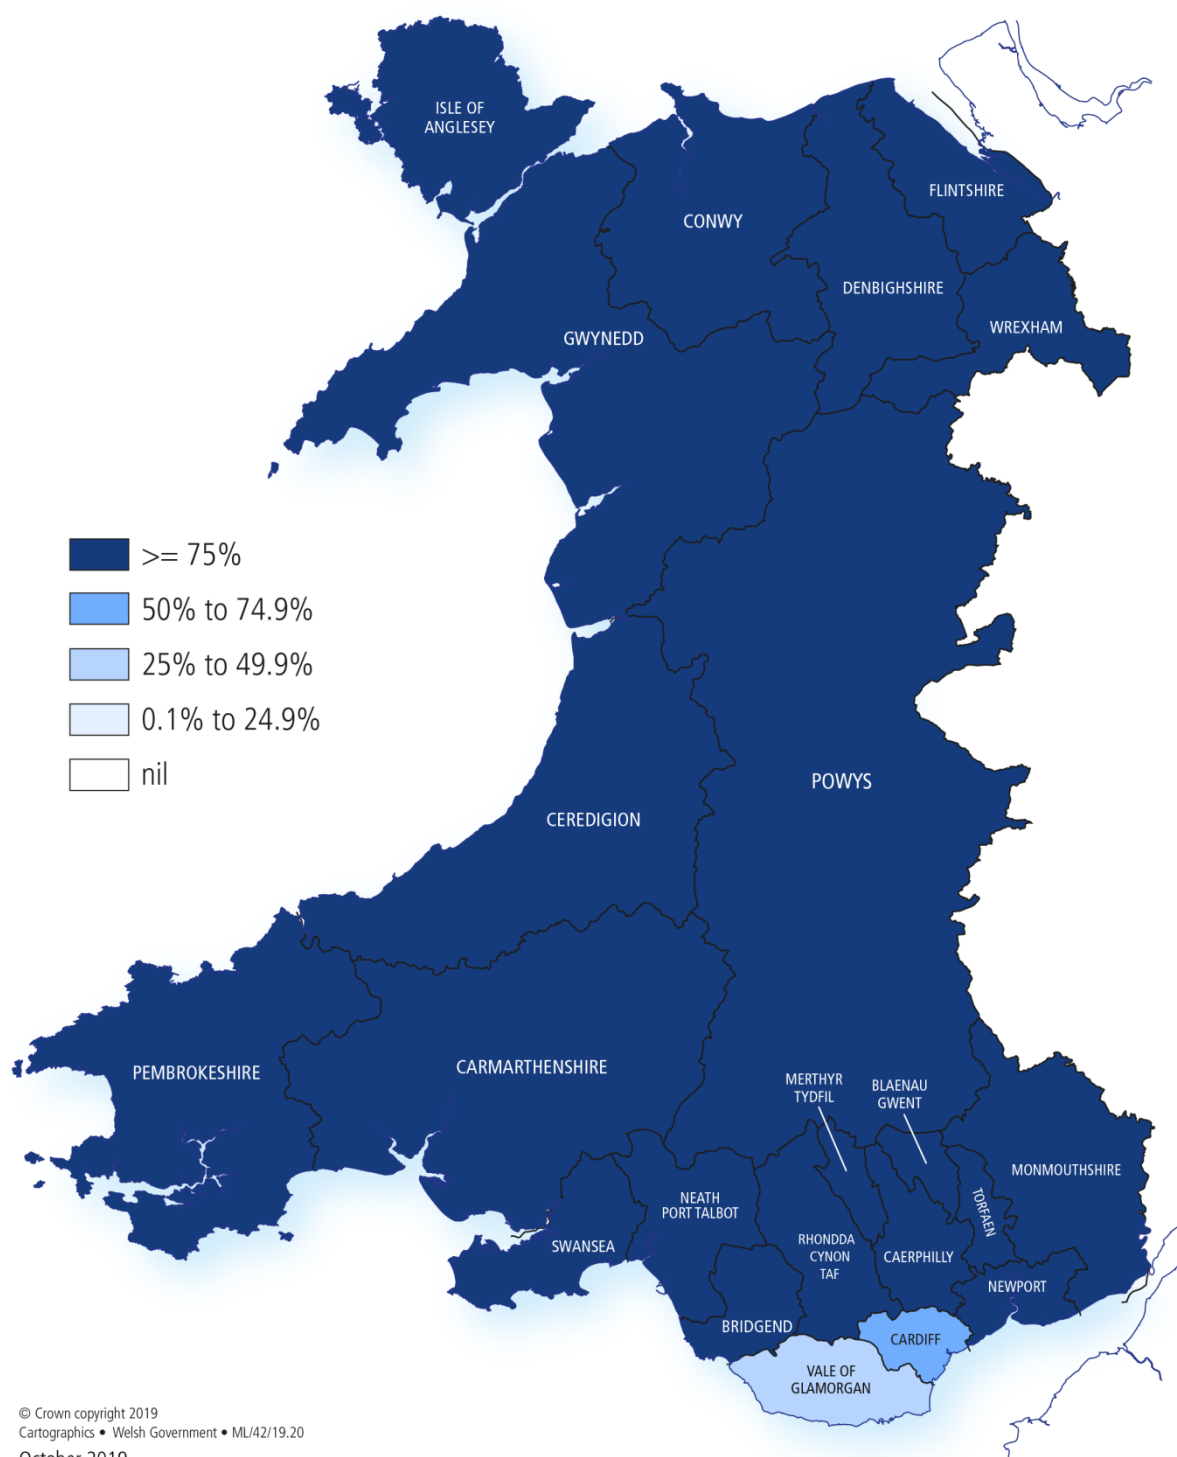 ISLE OF
ANGLESEY
FLINTSHIRE
CONWY
DENBIGHSHIRE
WREXHAM
GWYNEDD
>= 75%
50% to 74.9%
25% to 49.9%
0.1% to 24.9%
nil
POWYS
CEREDIGION
PEMBROKESHIRE
CARMARTHENSHIRE
MERTHYR
TYDFIL
BLAENAU
GWENT
MONMOUTHSHIRE
NEATH
PORT TALBOT
TORFAEN
SWANSEA
RHONDDA
CYNON
TAF
CAERPHILLY
NEWPORT
BRIDGEND
CARDIFF
VALE OF
GLAMORGAN
© Crown copyright 2019
Cartographics • Welsh Government • ML/42/19.20
October 2019